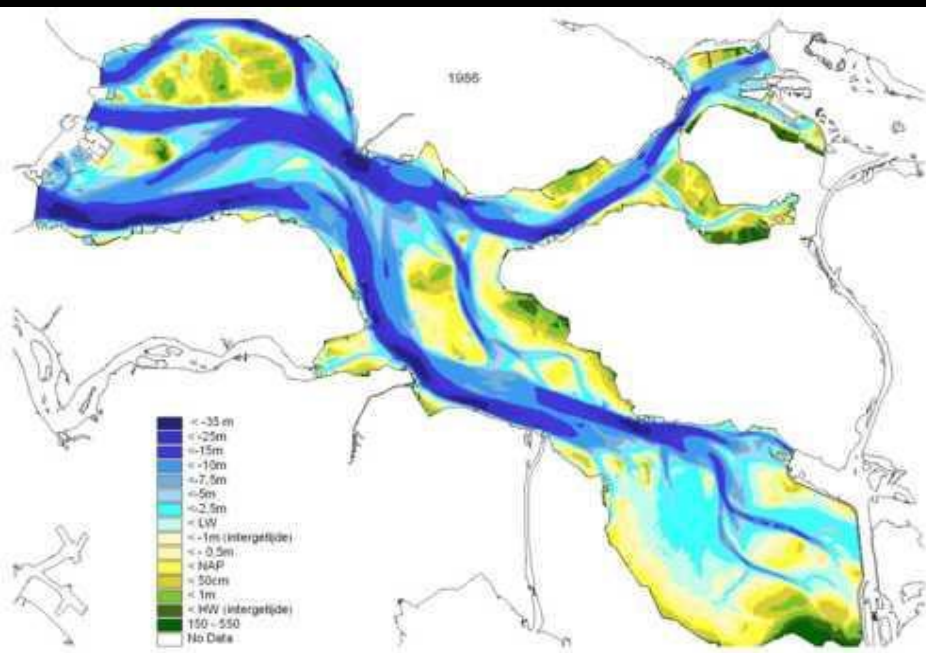 1986
< -35 m
< -25m
<-15m
< -10m
< -7.5m
<-5m
<-2.5m
< LW
< -1m (intergetijde)
< - 0,5m
< NAP
< 50cm
< 1m
< HW (intergetijde)
150 - 550
No Data